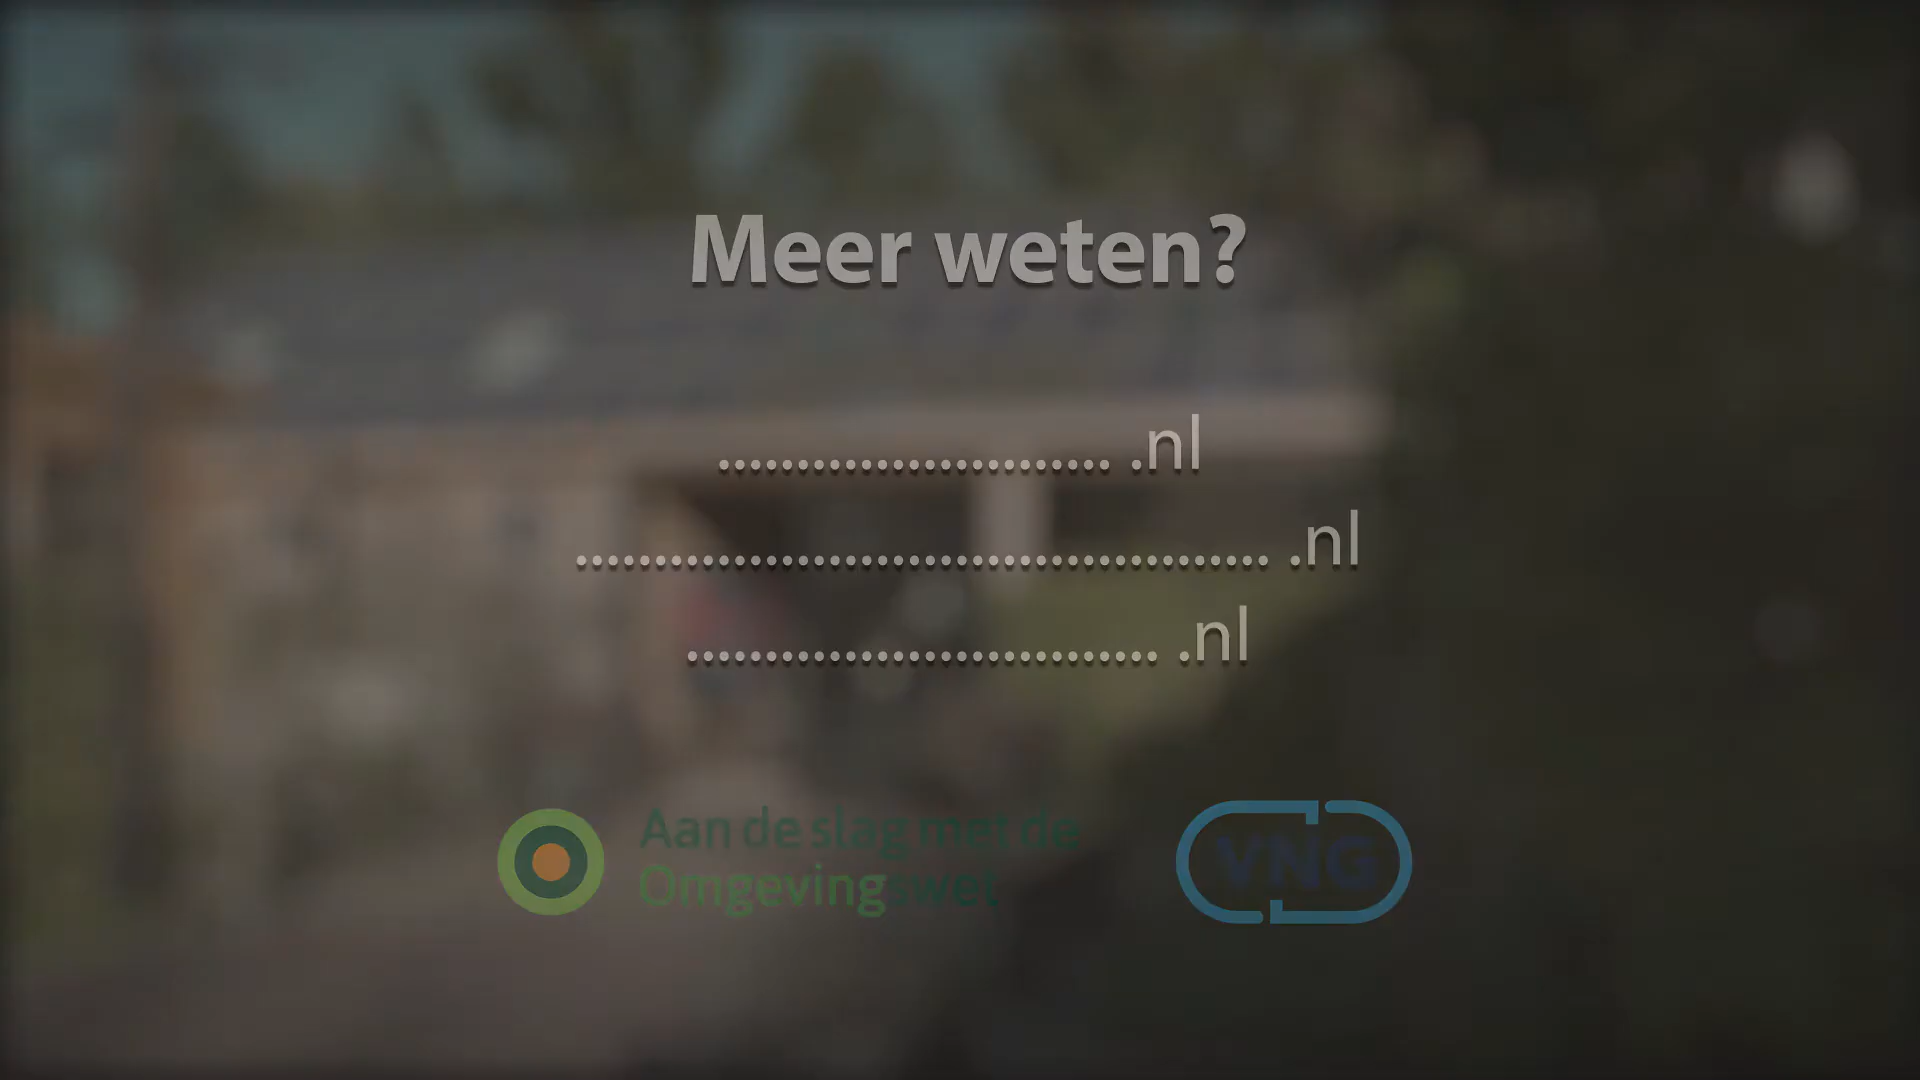 Meer weten?
......................... .nl
............................................ .nl
.............................. .nl
Aan de slag met de
Omgevingswet
VNG